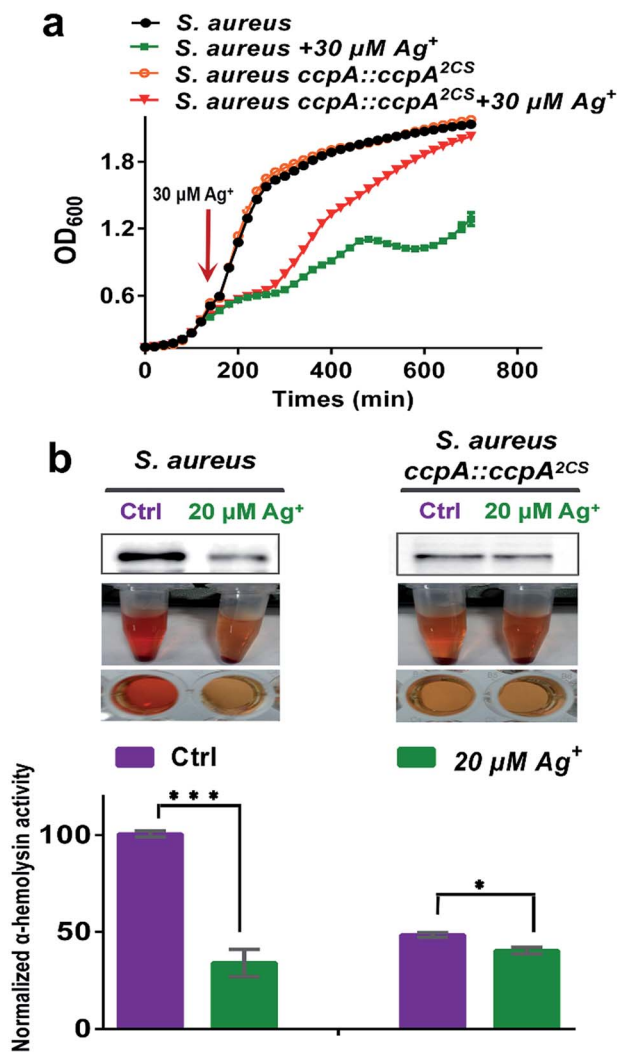 a
S. aureus
S. aureus +30 µM Ag⁺
S. aureus ccpA::ccpA²ᶜˢ
S. aureus ccpA::ccpA²ᶜˢ+30 µM Ag⁺
1.8
30 µM Ag⁺
1.2
OD₆₀₀
0.6
0 200 400 600 800
Times (min)
b
S. aureus
S. aureus
ccpA::ccpA²ᶜˢ
Ctrl 20 µM Ag⁺
Ctrl 20 µM Ag⁺
Ctrl
20 µM Ag⁺
Normalized α-hemolysin activity
***
100
*
50
0